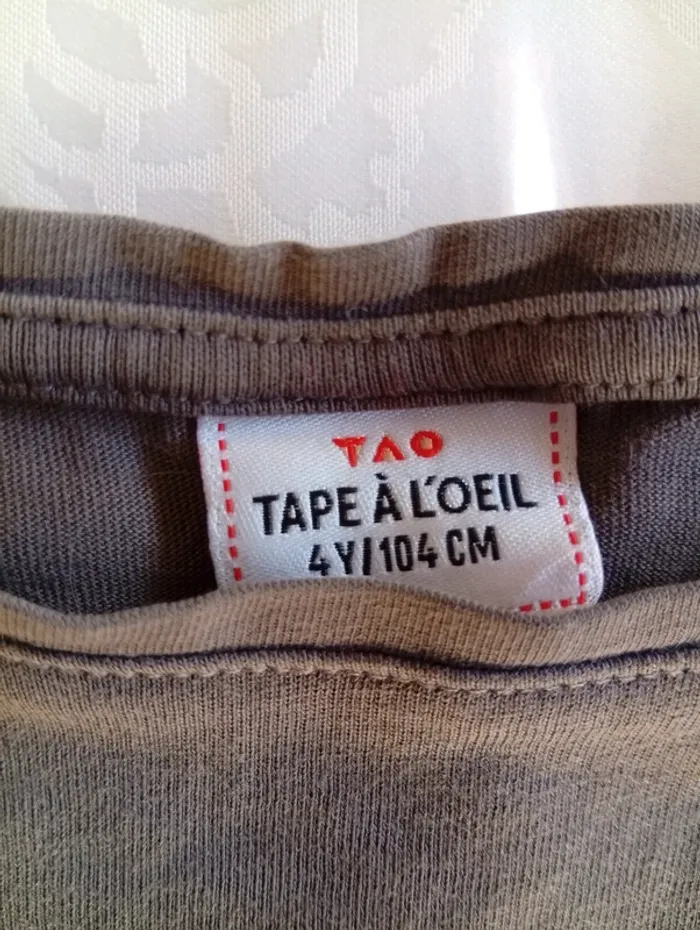 TAO
TAPE À L'OEIL
4Y/104 CM